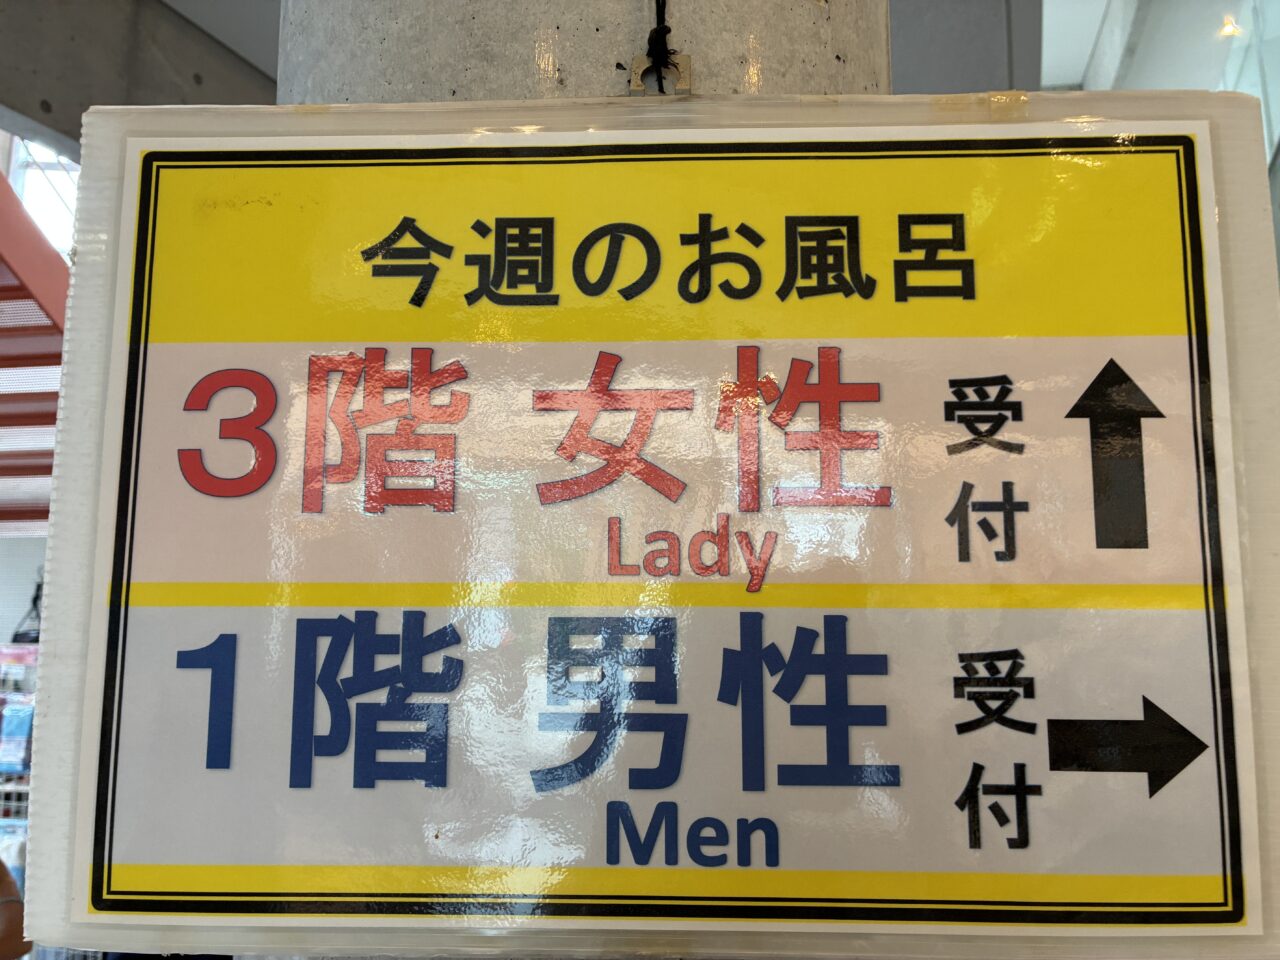 今週のお風呂
3階 女性 受付
Lady
1階 男性 受付
Men